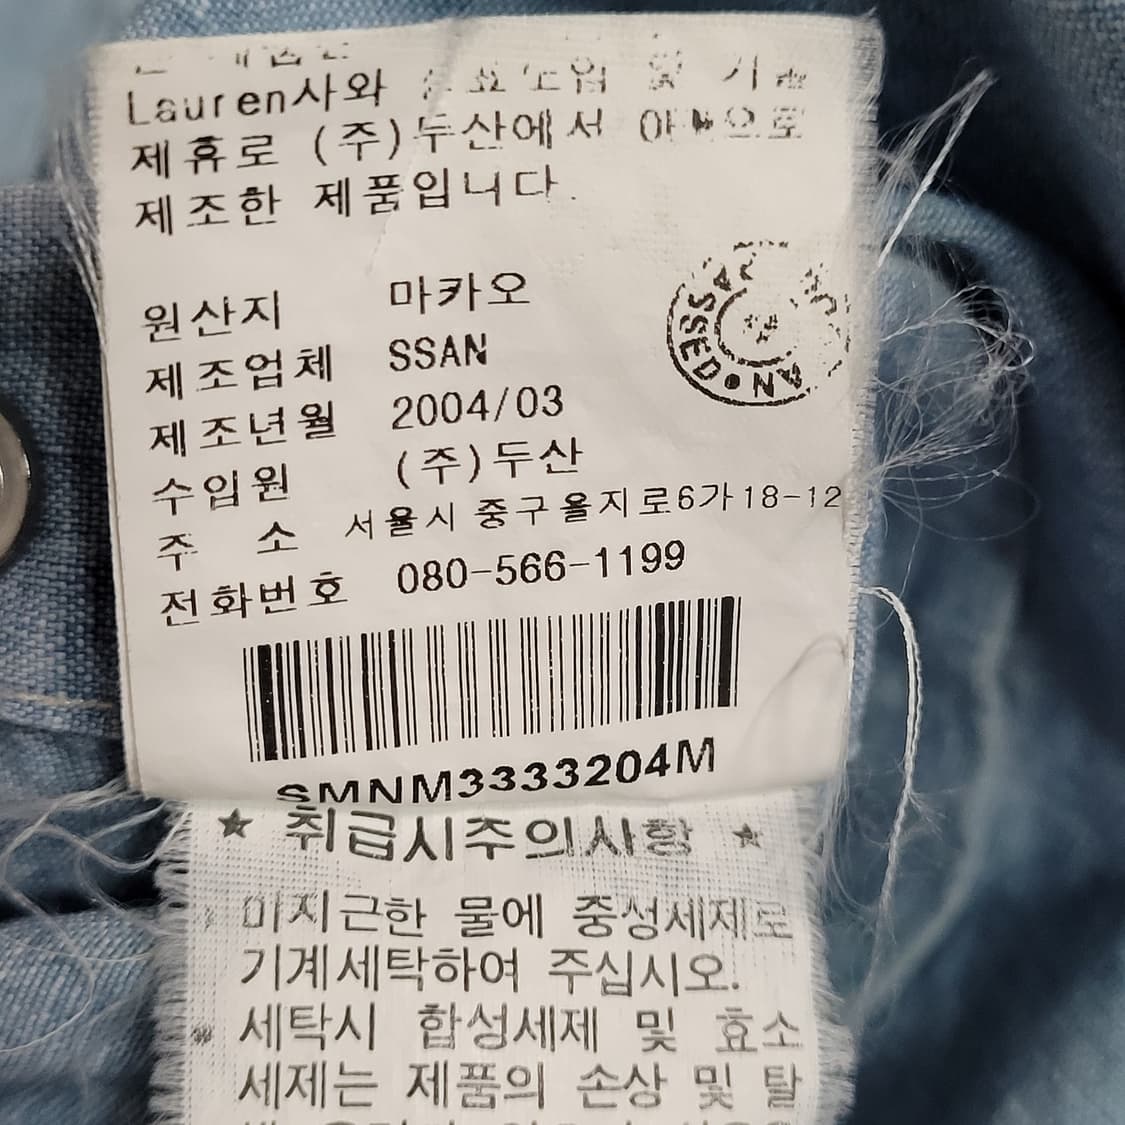 Lauren사와 및 기술
제휴로 (주)두산에서
제조한 제품입니다.
원산지 마카오
제조업체 SSAN
제조년월 2004/03
수입원 (주)두산
주 소 서울시 중구을지로6가18-12
전화번호 080-566-1199
SMNM3333204M
★ 취급시주의사항 ★
미지근한 물에 중성세제로
기계세탁하여 주십시오.
※ 세탁시 합성세제 및 효소
세제는 제품의 손상 및 탈